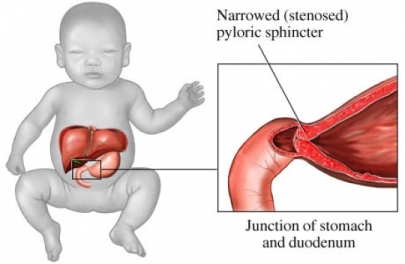 Narrowed (stenosed)
pyloric sphincter
Junction of stomach
and duodenum